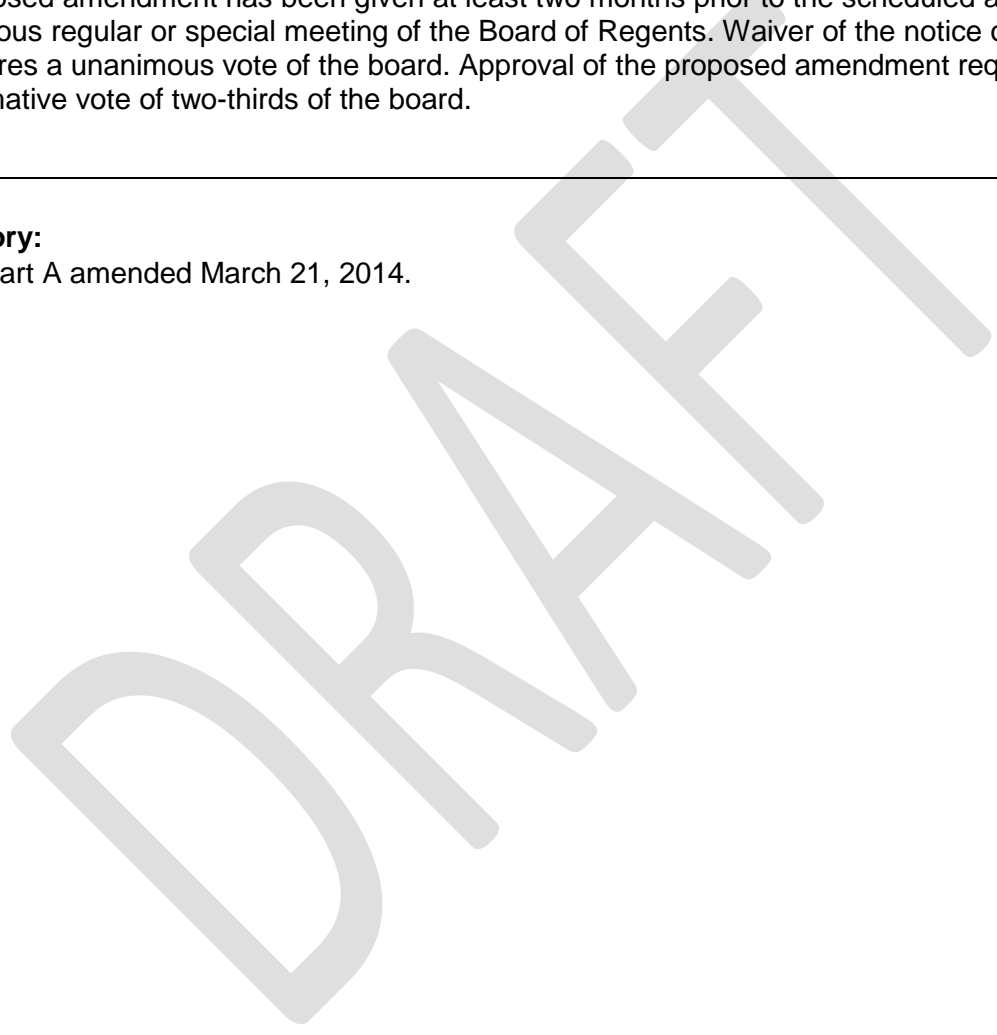 osed amendment has been given at least two months prior to the scheduled a
ous regular or special meeting of the Board of Regents. Waiver of the notice
res a unanimous vote of the board. Approval of the proposed amendment req
native vote of two-thirds of the board.
ory:
art A amended March 21, 2014.
DRAFT